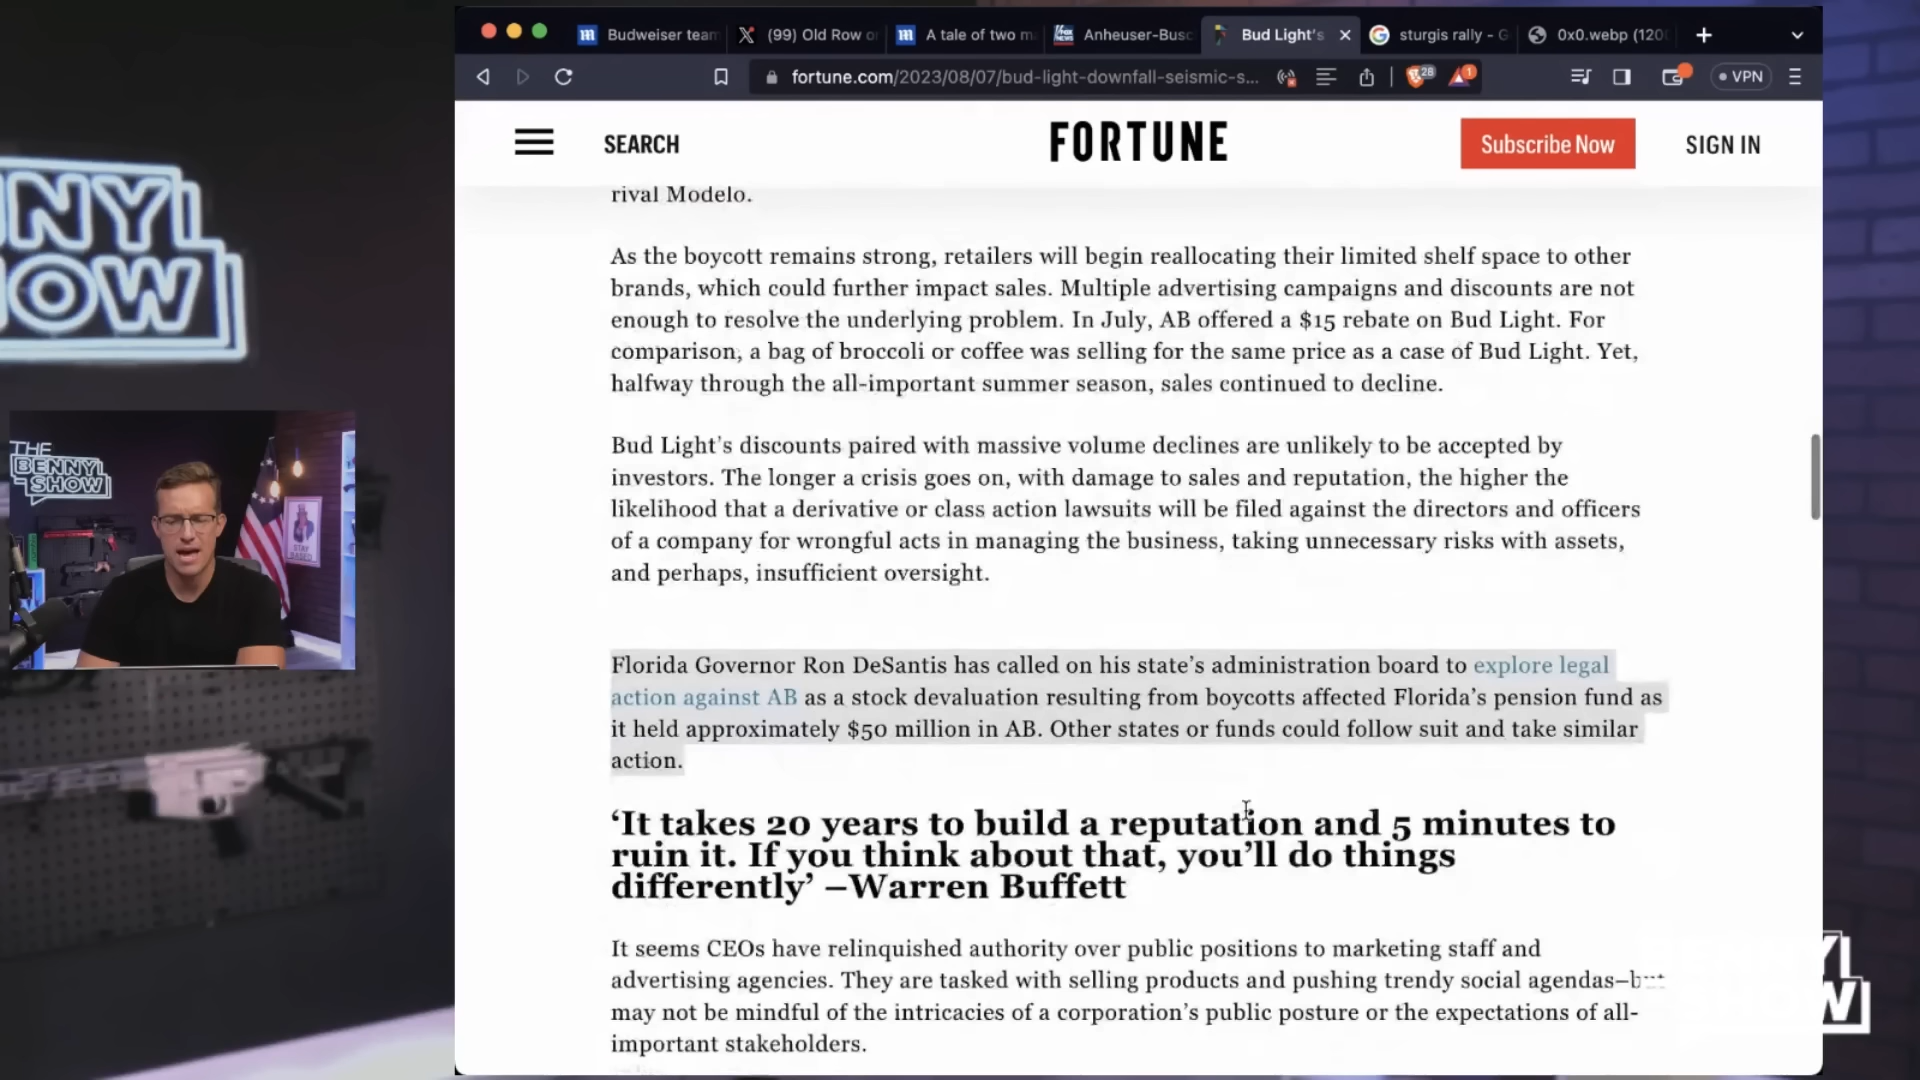 Budweiser team
(99) Old Row o
A tale of two m
Anheuser-Busc
Bud Light's
sturgis rally - G
0x0.webp (120
fortune.com/2023/08/07/bud-light-downfall-seismic-s...
28
1
VPN
SEARCH
FORTUNE
Subscribe Now
SIGN IN
rival Modelo.
As the boycott remains strong, retailers will begin reallocating their limited shelf space to other
brands, which could further impact sales. Multiple advertising campaigns and discounts are not
enough to resolve the underlying problem. In July, AB offered a $15 rebate on Bud Light. For
comparison, a bag of broccoli or coffee was selling for the same price as a case of Bud Light. Yet,
halfway through the all-important summer season, sales continued to decline.
Bud Light's discounts paired with massive volume declines are unlikely to be accepted by
investors. The longer a crisis goes on, with damage to sales and reputation, the higher the
likelihood that a derivative or class action lawsuits will be filed against the directors and officers
of a company for wrongful acts in managing the business, taking unnecessary risks with assets,
and perhaps, insufficient oversight.
Florida Governor Ron DeSantis has called on his state's administration board to explore legal
action against AB as a stock devaluation resulting from boycotts affected Florida's pension fund as
it held approximately $50 million in AB. Other states or funds could follow suit and take similar
action.
'It takes 20 years to build a reputation and 5 minutes to
ruin it. If you think about that, you'll do things
differently' –Warren Buffett
It seems CEOs have relinquished authority over public positions to marketing staff and
advertising agencies. They are tasked with selling products and pushing trendy social agendas–but
may not be mindful of the intricacies of a corporation's public posture or the expectations of all-
important stakeholders.
NNY
OW
THE
BENNY
SHOW
STAY
BASED